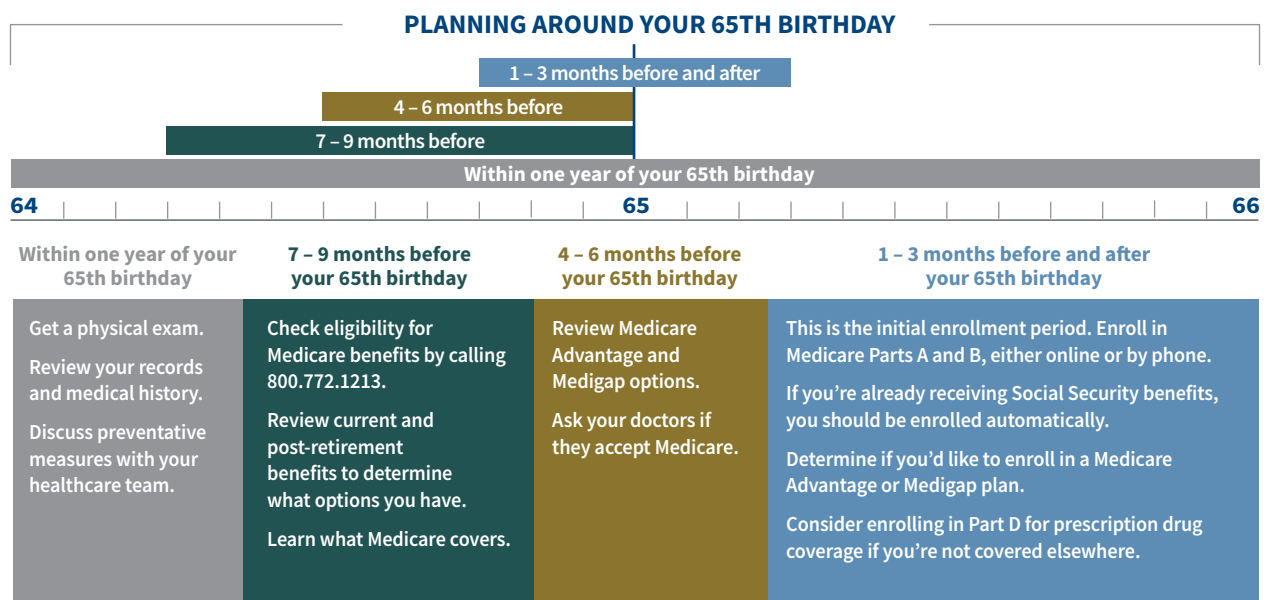 PLANNING AROUND YOUR 65TH BIRTHDAY
1 – 3 months before and after
4 – 6 months before
7 – 9 months before
Within one year of your 65th birthday
64
65
66
Within one year of your
65th birthday
Get a physical exam.
Review your records
and medical history.
Discuss preventative
measures with your
healthcare team.
7 – 9 months before
your 65th birthday
Check eligibility for
Medicare benefits by calling
800.772.1213.
Review current and
post-retirement
benefits to determine
what options you have.
Learn what Medicare covers.
4 – 6 months before
your 65th birthday
Review Medicare
Advantage and
Medigap options.
Ask your doctors if
they accept Medicare.
1 – 3 months before and after
your 65th birthday
This is the initial enrollment period. Enroll in
Medicare Parts A and B, either online or by phone.
If you’re already receiving Social Security benefits,
you should be enrolled automatically.
Determine if you’d like to enroll in a Medicare
Advantage or Medigap plan.
Consider enrolling in Part D for prescription drug
coverage if you’re not covered elsewhere.